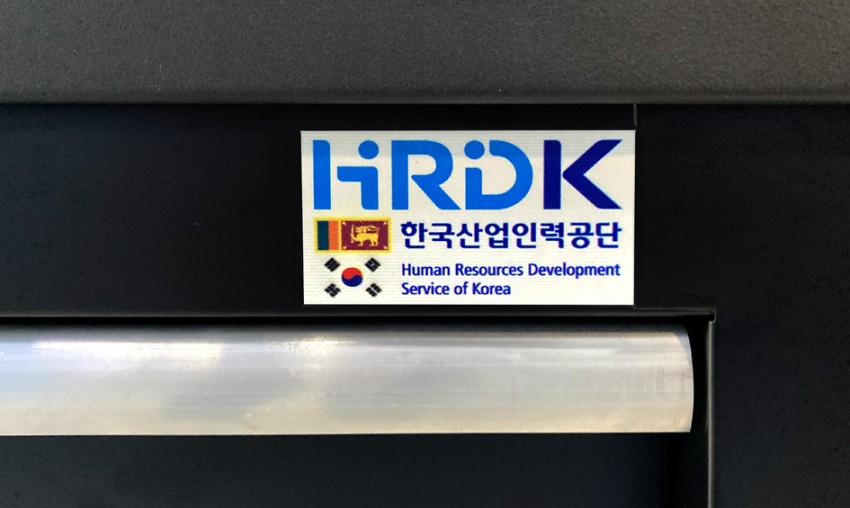 HRDK
한국산업인력공단
Human Resources Development
Service of Korea